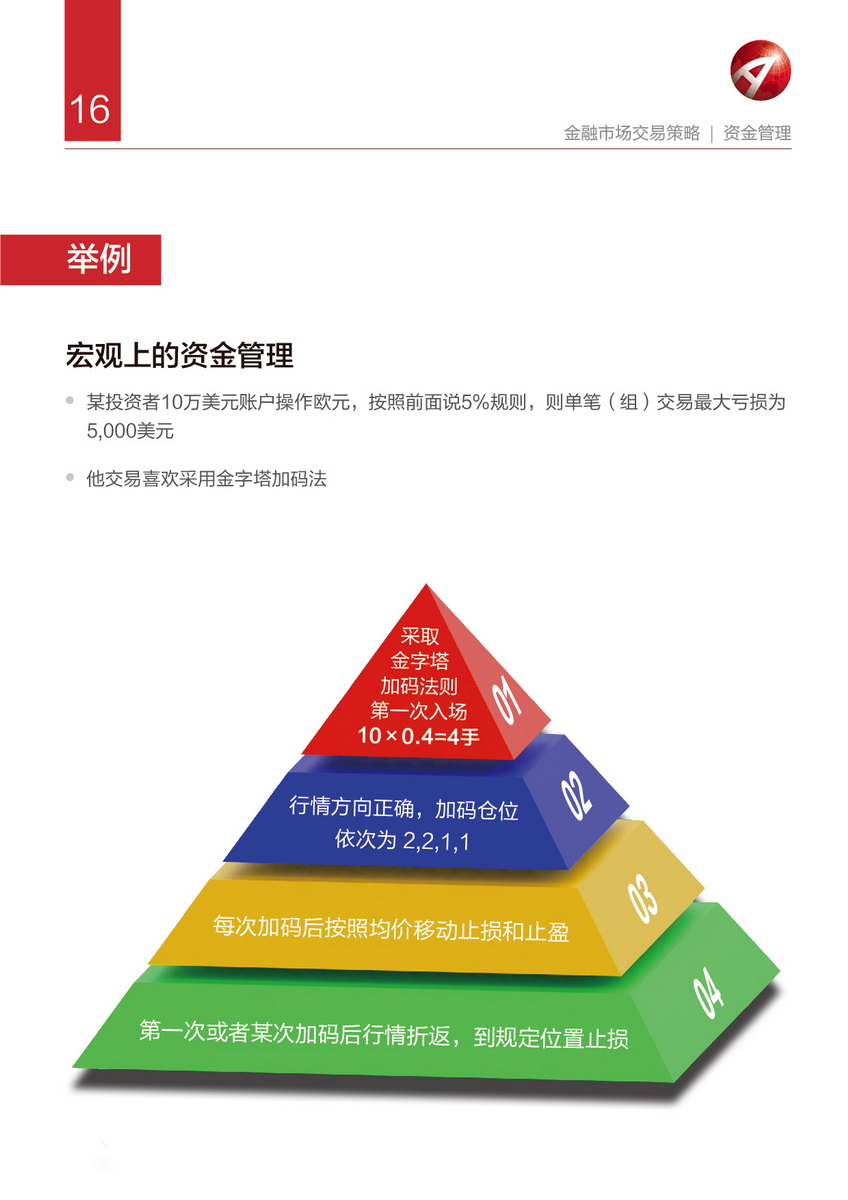 16
金融市场交易策略 | 资金管理
举例
宏观上的资金管理
某投资者10万美元账户操作欧元，按照前面说5%规则，则单笔（组）交易最大亏损为
5,000美元
他交易喜欢采用金字塔加码法
采取
金字塔
加码法则
第一次入场
10×0.4=4手
01
行情方向正确，加码仓位
依次为 2,2,1,1
02
每次加码后按照均价移动止损和止盈
03
第一次或者某次加码后行情折返，到规定位置止损
04